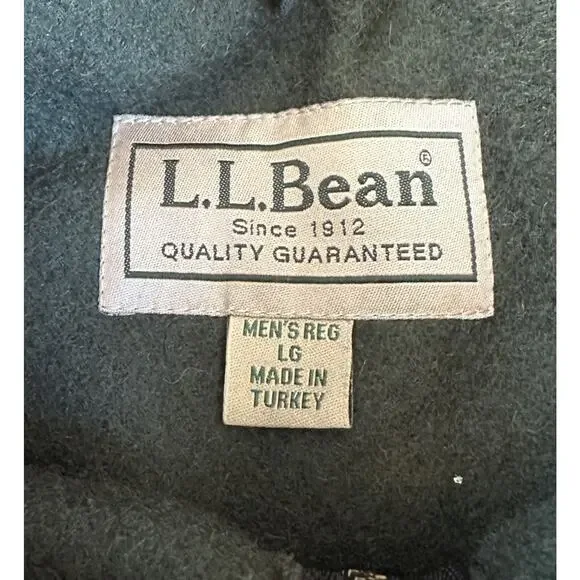 L.L.Bean®
Since 1912
QUALITY GUARANTEED
MEN'S REG
LG
MADE IN
TURKEY